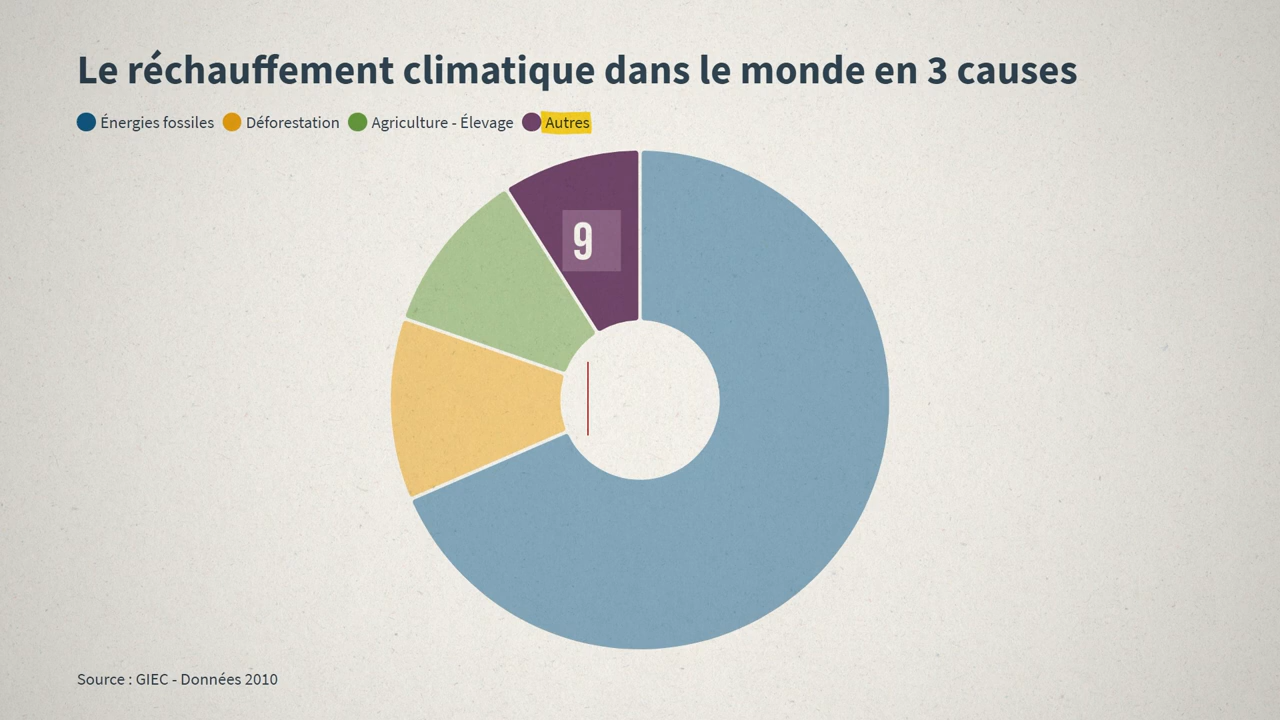 Le réchauffement climatique dans le monde en 3 causes
Énergies fossiles Déforestation Agriculture - Élevage Autres
9
Source : GIEC - Données 2010